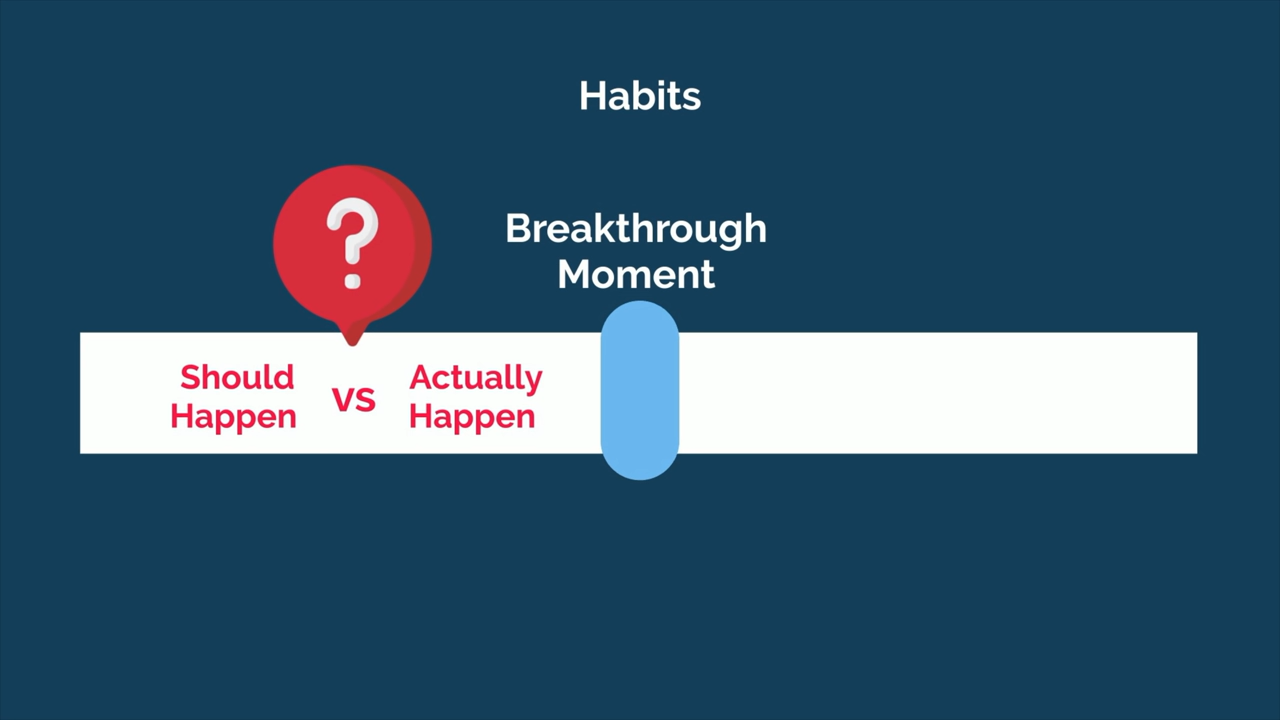 Habits
?
Breakthrough
Moment
Should
Happen
VS
Actually
Happen